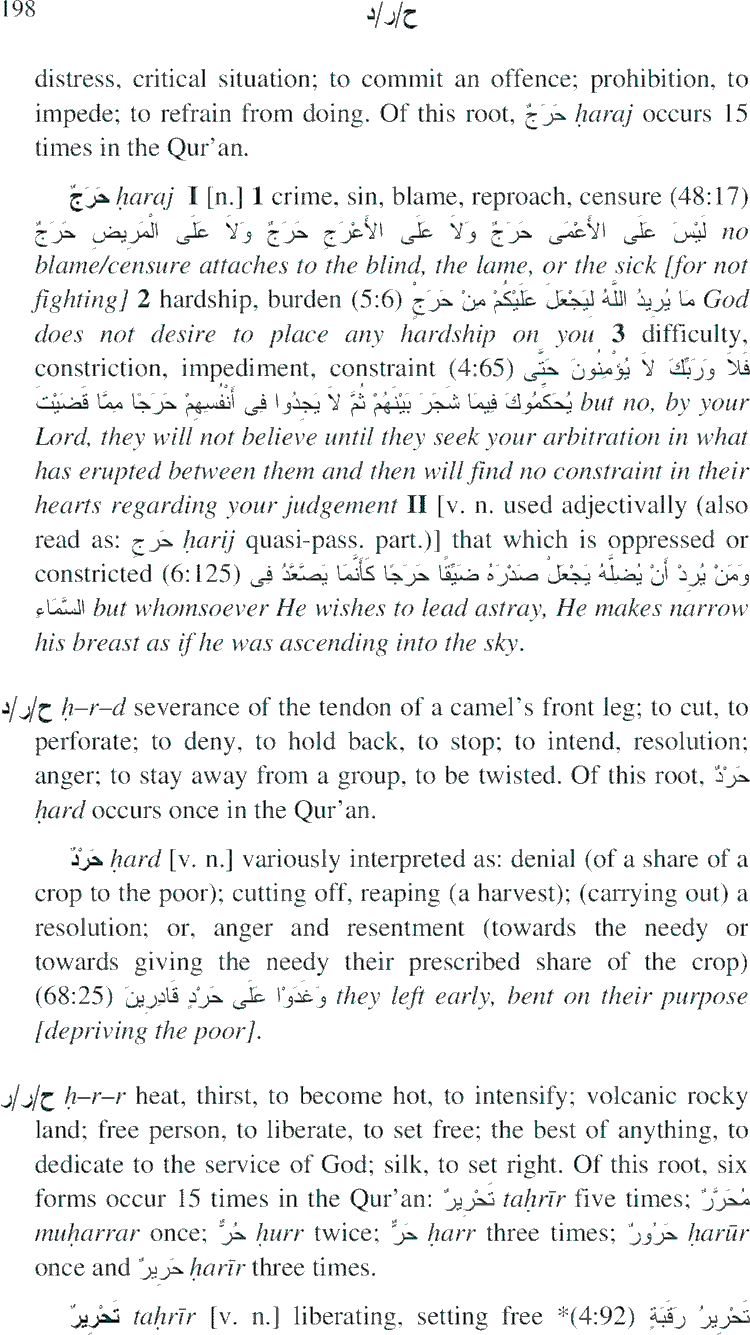 198 ح/ر/د
distress, critical situation; to commit an offence; prohibition, to
impede; to refrain from doing. Of this root, حَرَجٌ ḥaraj occurs 15
times in the Qur’an.
حَرَجٌ ḥaraj I [n.] 1 crime, sin, blame, reproach, censure (48:17)
لَيْسَ عَلَى الأَعْمَى حَرَجٌ وَلاَ عَلَى الأَعْرَجِ حَرَجٌ وَلاَ عَلَى الْمَرِيضِ حَرَجٌ no
blame/censure attaches to the blind, the lame, or the sick [for not
fighting] 2 hardship, burden (5:6) مَا يُرِيدُ اللَّهُ لِيَجْعَلَ عَلَيْكُمْ مِنْ حَرَجٍ God
does not desire to place any hardship on you 3 difficulty,
constriction, impediment, constraint (4:65) فَلاَ وَرَبِّكَ لاَ يُؤْمِنُونَ حَتَّى
يُحَكِّمُوكَ فِيمَا شَجَرَ بَيْنَهُمْ ثُمَّ لاَ يَجِدُوا فِى أَنْفُسِهِمْ حَرَجًا مِمَّا قَضَيْتَ but no, by your
Lord, they will not believe until they seek your arbitration in what
has erupted between them and then will find no constraint in their
hearts regarding your judgement II [v. n. used adjectivally (also
read as: حَرِج ḥarij quasi-pass. part.)] that which is oppressed or
constricted (6:125) وَمَنْ يُرِدْ أَنْ يُضِلَّهُ يَجْعَلْ صَدْرَهُ ضَيِّقًا حَرَجًا كَأَنَّمَا يَصَّعَّدُ فِى
السَّمَاءِ but whomsoever He wishes to lead astray, He makes narrow
his breast as if he was ascending into the sky.
ح/ر/د ḥ–r–d severance of the tendon of a camel’s front leg; to cut, to
perforate; to deny, to hold back, to stop; to intend, resolution;
anger; to stay away from a group, to be twisted. Of this root, حَرْدٌ
ḥard occurs once in the Qur’an.
حَرْدٌ ḥard [v. n.] variously interpreted as: denial (of a share of a
crop to the poor); cutting off, reaping (a harvest); (carrying out) a
resolution; or, anger and resentment (towards the needy or
towards giving the needy their prescribed share of the crop)
(68:25) وَغَدَوْا عَلَى حَرْدٍ قَادِرِينَ they left early, bent on their purpose
[depriving the poor].
ح/ر/ر ḥ–r–r heat, thirst, to become hot, to intensify; volcanic rocky
land; free person, to liberate, to set free; the best of anything, to
dedicate to the service of God; silk, to set right. Of this root, six
forms occur 15 times in the Qur’an: تَحْرِيرٌ taḥrīr five times; مُحَرَّرٌ
muḥarrar once; حُرٌّ ḥurr twice; حَرٌّ ḥarr three times; حَرُورٌ ḥarūr
once and حَرِيرٌ ḥarīr three times.
تَحْرِيرٌ taḥrīr [v. n.] liberating, setting free *(4:92) تَحْرِيرُ رَقَبَةٍ